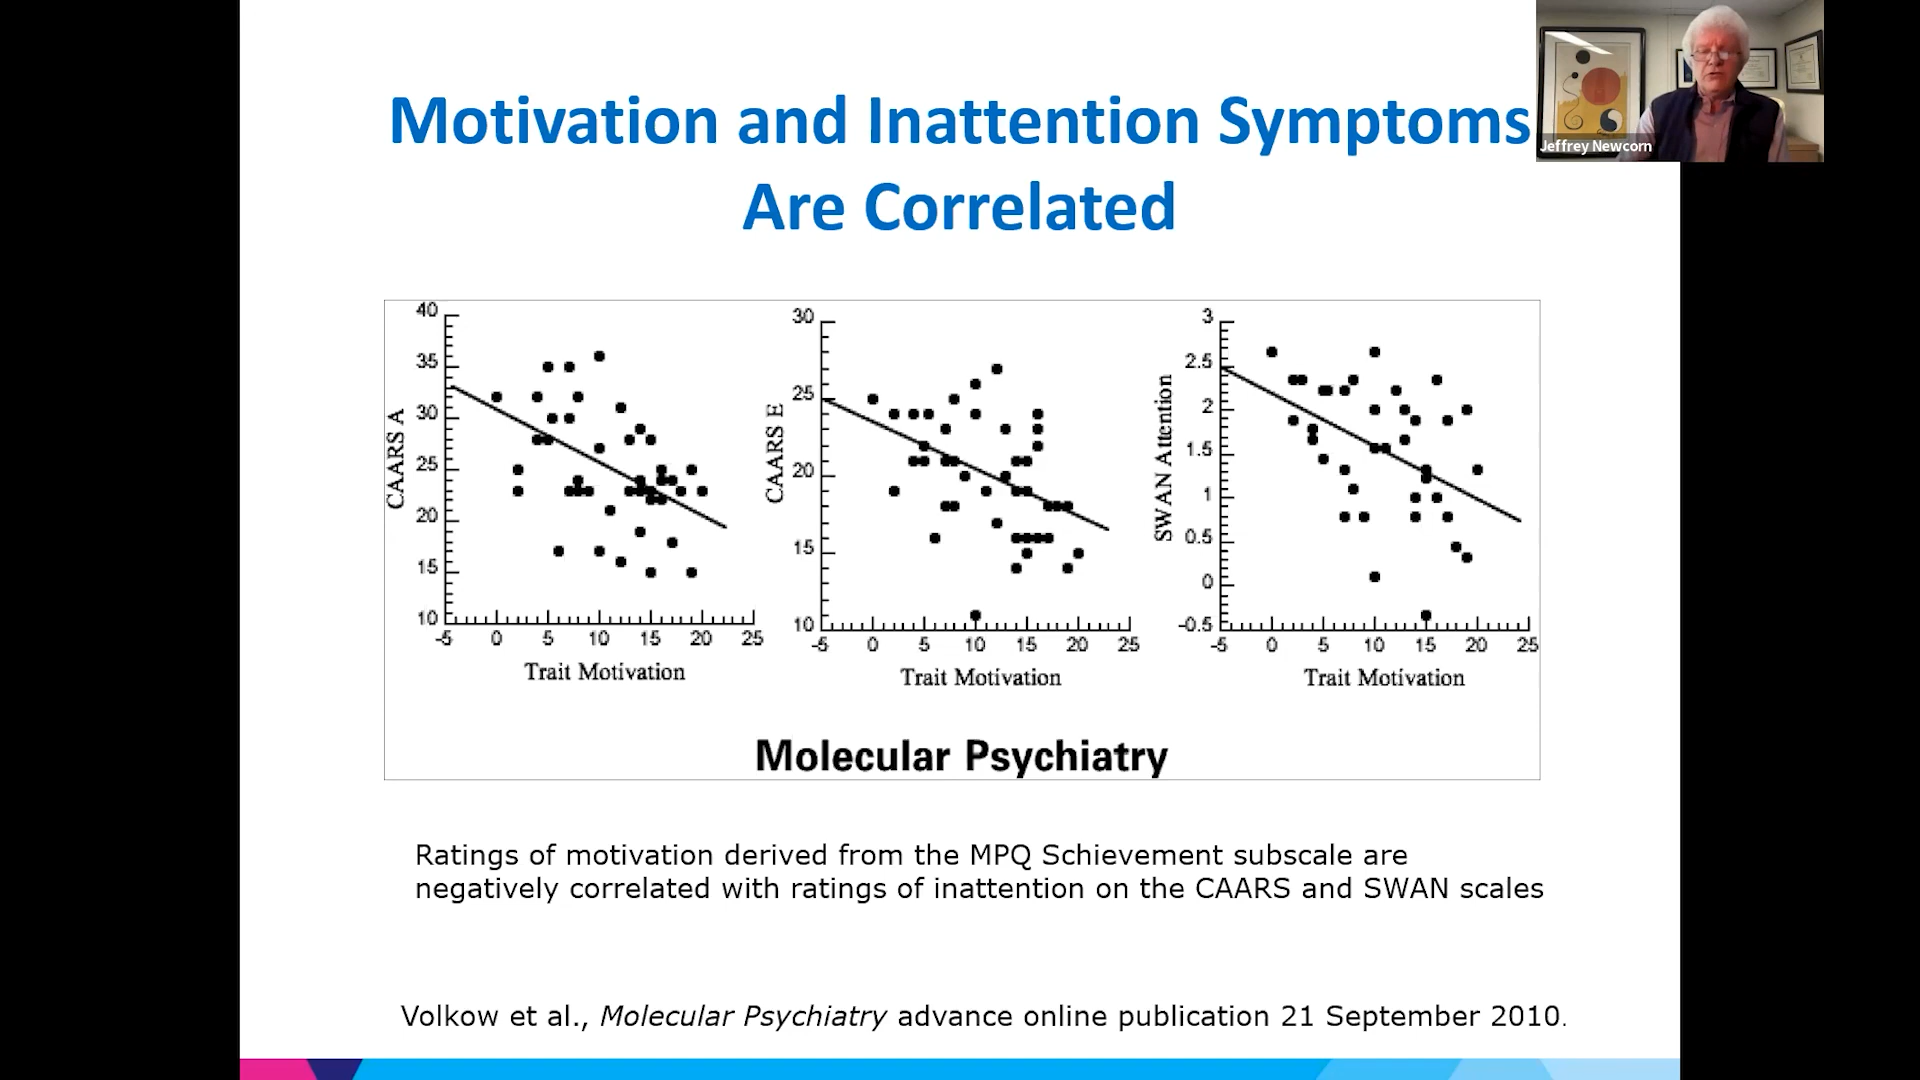 Motivation and Inattention Symptoms
Are Correlated
Jeffrey Newcorn
40
35
30
25
20
15
10
CAARS A
-5 0 5 10 15 20 25
Trait Motivation
30
25
20
15
10
CAARS E
-5 0 5 10 15 20 25
Trait Motivation
3
2.5
2
1.5
1
0.5
0
-0.5
SWAN Attention
-5 0 5 10 15 20 25
Trait Motivation
Molecular Psychiatry
Ratings of motivation derived from the MPQ Schievement subscale are
negatively correlated with ratings of inattention on the CAARS and SWAN scales
Volkow et al., Molecular Psychiatry advance online publication 21 September 2010.